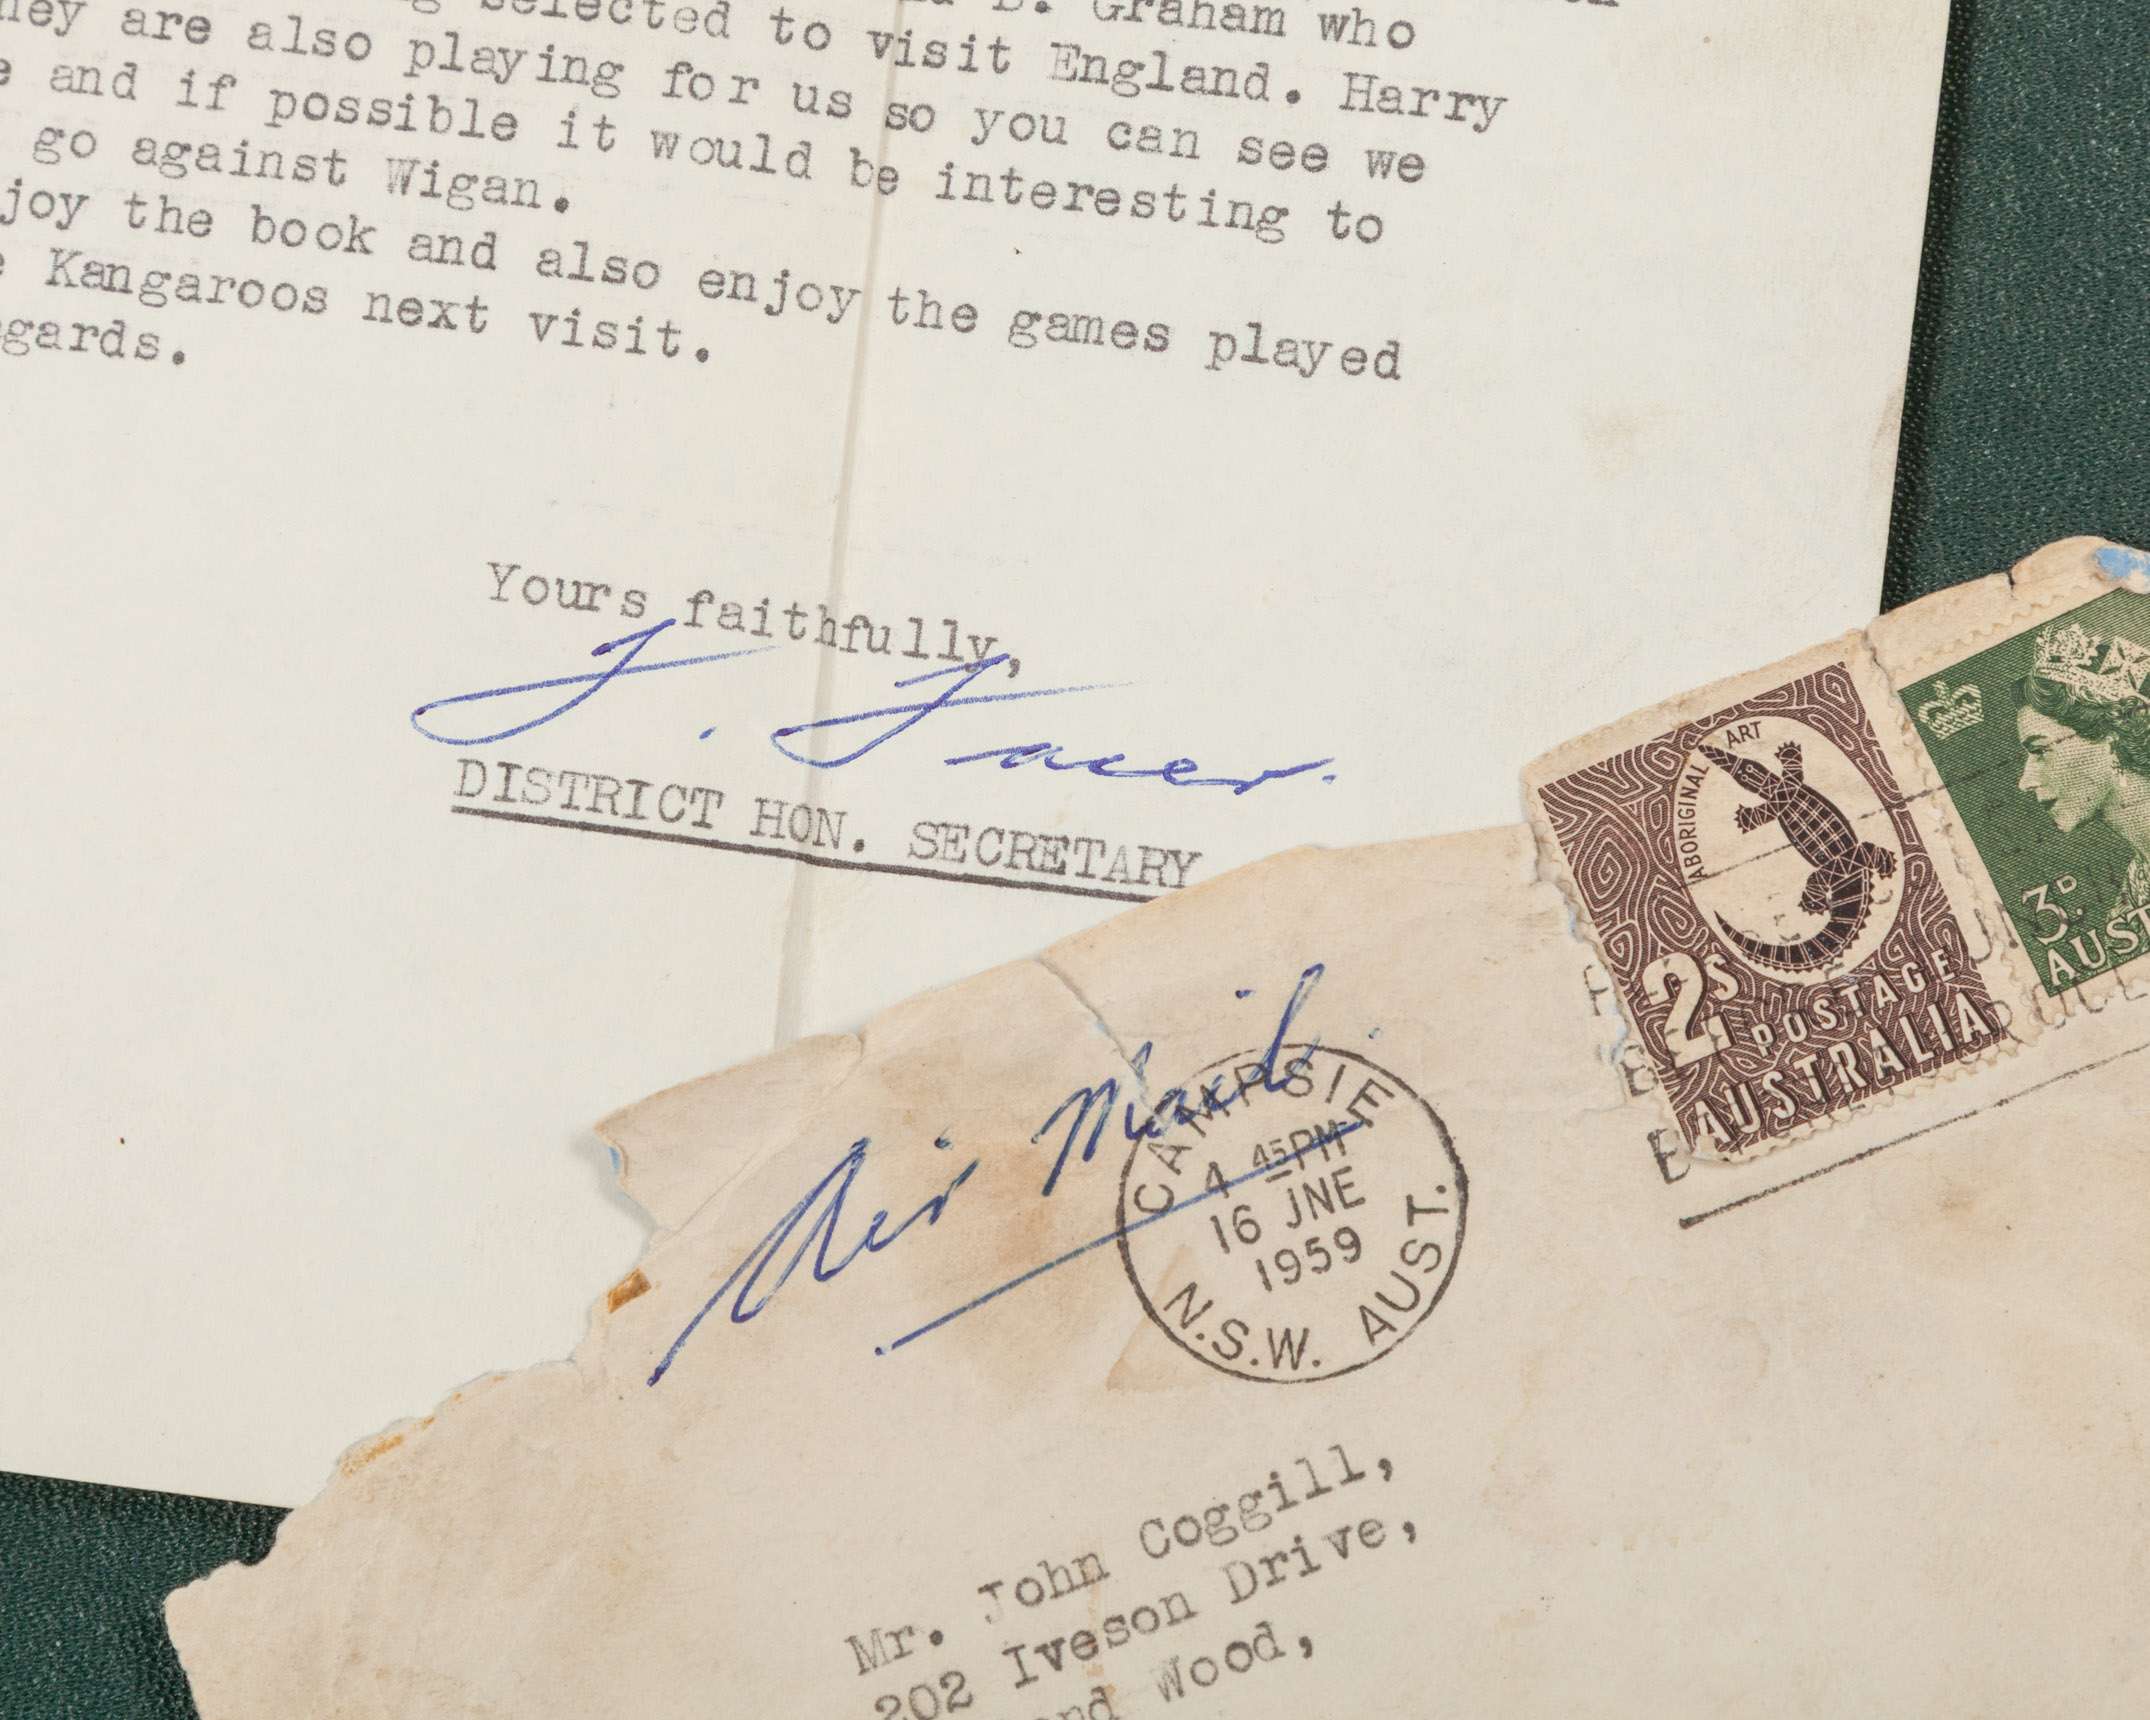 selected to visit England. Harry
Graham who
are also playing for us so you can see we
and if possible it would be interesting to
go against Wigan.
joy the book and also enjoy the games played
Kangaroos next visit.
gards.
Yours faithfully,
DISTRICT HON. SECRETARY
ABORIGINAL ART
2S POSTAGE
AUSTRALIA
3D
AUST
Air Mail.
CAMPSIE
4 45PM
16 JNE
1959
N.S.W. AUST.
Mr. John Coggill,
202 Iveson Drive,
Wood,